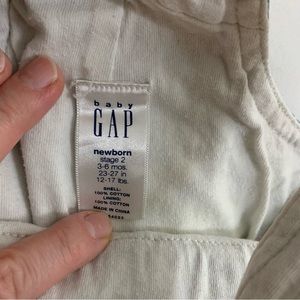 baby
GAP
newborn
stage 2
3-6 mos.
23-27 in
12-17 lbs.
SHELL:
100% COTTON
LINING:
100% COTTON
MADE IN CHINA